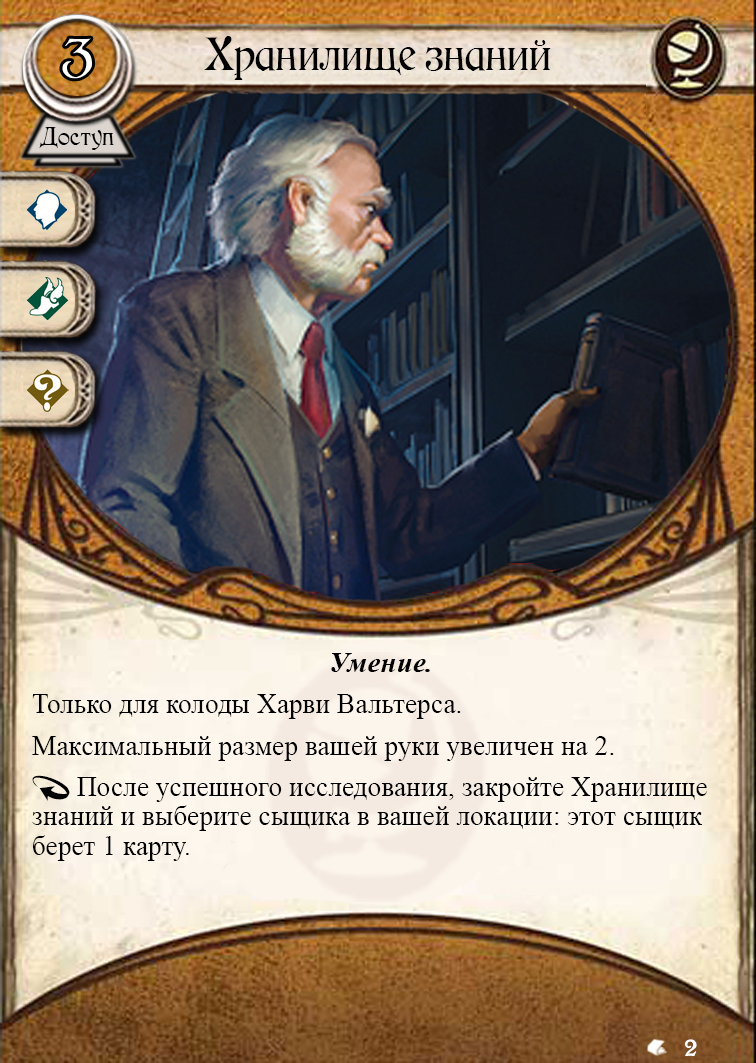 3
Хранилище знаний
Доступ
?
Умение.
Только для колоды Харви Вальтерса.
Максимальный размер вашей руки увеличен на 2.
После успешного исследования, закройте Хранилище
знаний и выберите сыщика в вашей локации: этот сыщик
берет 1 карту.
2